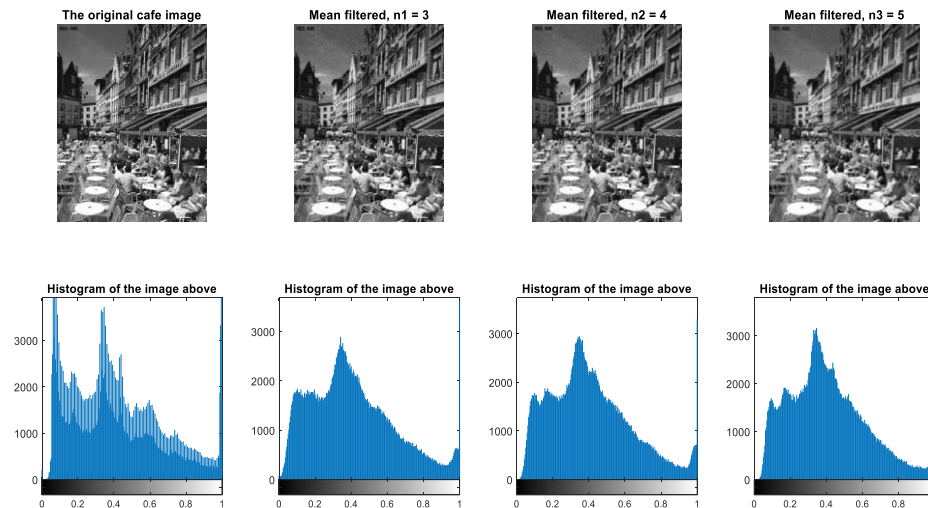 The original cafe image
Mean filtered, n1 = 3
Mean filtered, n2 = 4
Mean filtered, n3 = 5
Histogram of the image above
3000
2000
1000
0
0 0.2 0.4 0.6 0.8 1
Histogram of the image above
3000
2000
1000
0
0 0.2 0.4 0.6 0.8 1
Histogram of the image above
3000
2000
1000
0
0 0.2 0.4 0.6 0.8 1
Histogram of the image above
3000
2000
1000
0
0 0.2 0.4 0.6 0.8